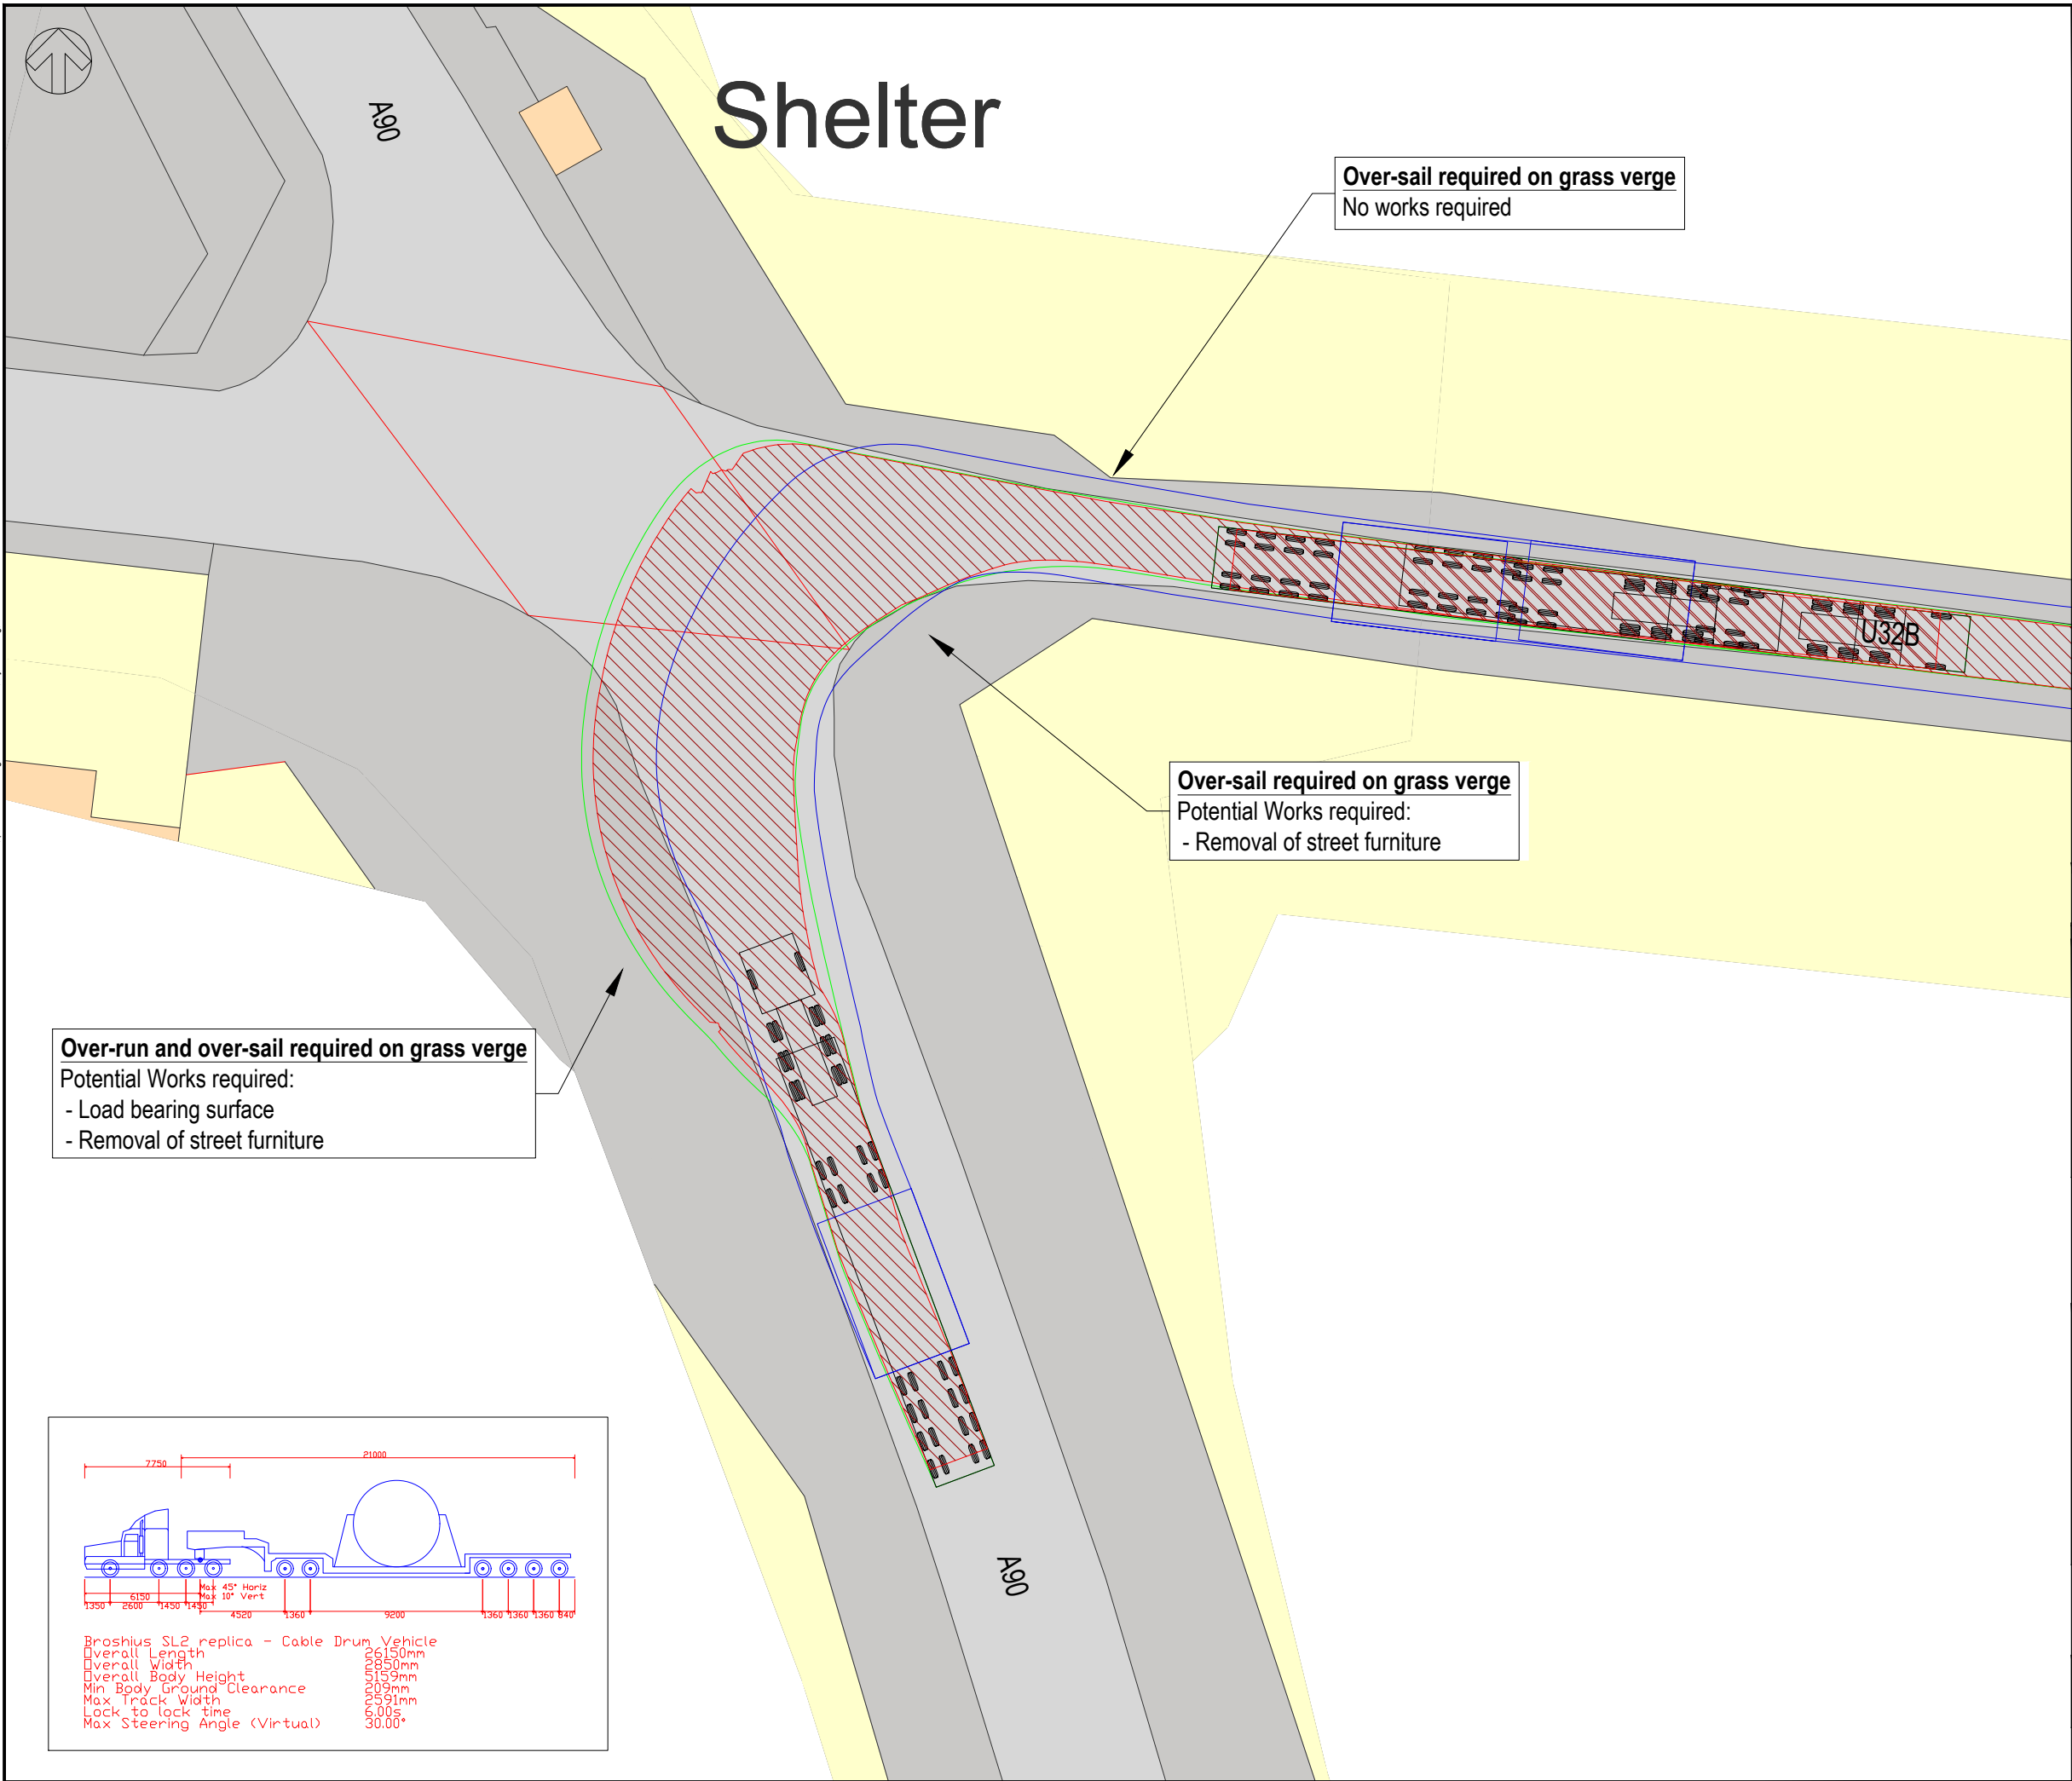 A90
Shelter
Over-sail required on grass verge
No works required
U32B
Over-sail required on grass verge
Potential Works required:
- Removal of street furniture
Over-run and over-sail required on grass verge
Potential Works required:
- Load bearing surface
- Removal of street furniture
A90
21000
7750
Max 45° Horiz
Max 10° Vert
6150
1350 2600 1450 1450
4520 1360 9200 1360 1360 1360 840
Broshius SL2 replica - Cable Drum Vehicle
Overall Length 26150mm
Overall Width 2850mm
Overall Body Height 5159mm
Min Body Ground Clearance 209mm
Max Track Width 2591mm
Lock to lock time 6.00s
Max Steering Angle (Virtual) 30.00°